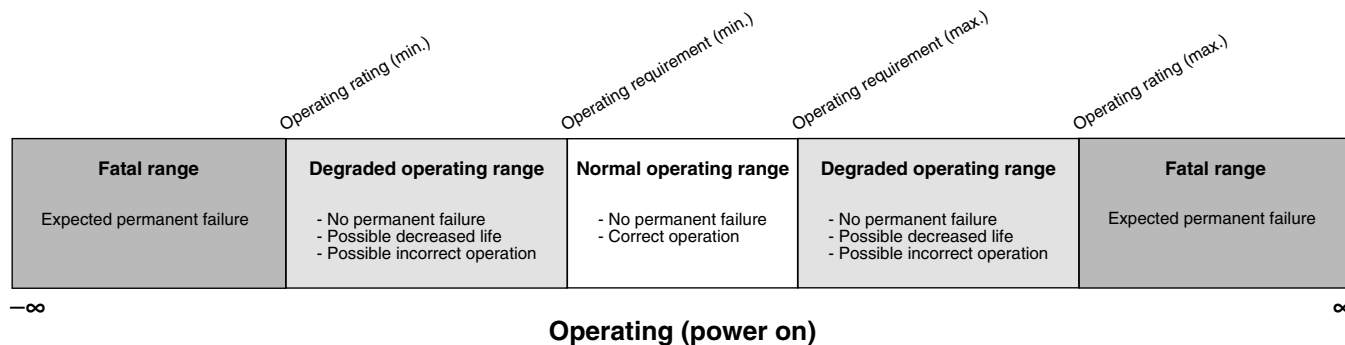 Operating rating (min.)
Operating requirement (min.)
Operating requirement (max.)
Operating rating (max.)
Fatal range
Expected permanent failure
Degraded operating range
- No permanent failure
- Possible decreased life
- Possible incorrect operation
Normal operating range
- No permanent failure
- Correct operation
Degraded operating range
- No permanent failure
- Possible decreased life
- Possible incorrect operation
Fatal range
Expected permanent failure
–∞
∞
Operating (power on)